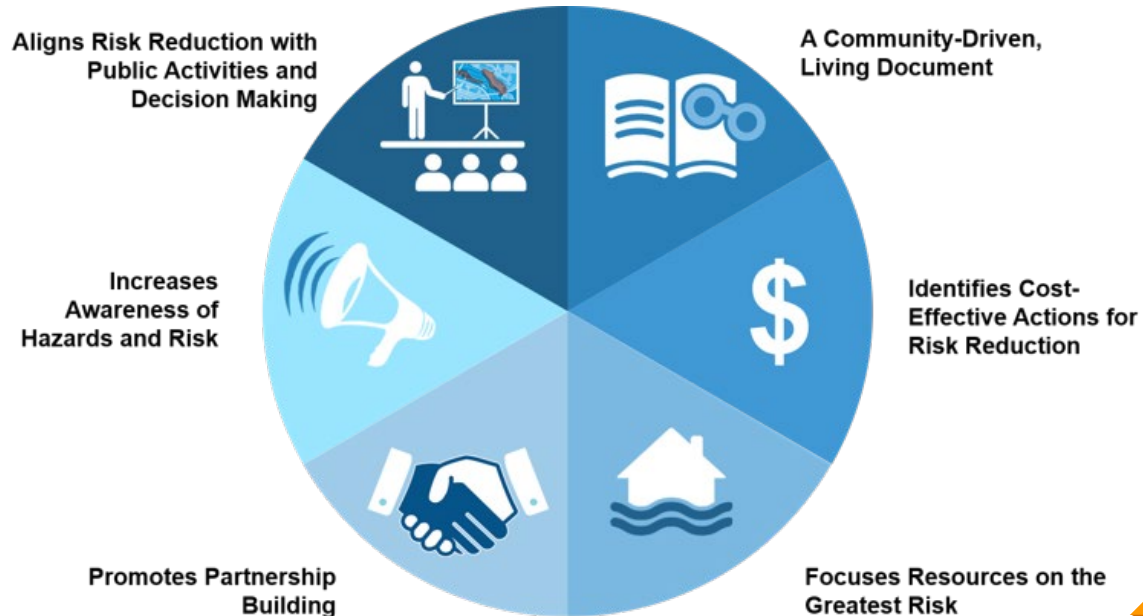 Aligns Risk Reduction with
Public Activities and
Decision Making
A Community-Driven,
Living Document
Increases
Awareness of
Hazards and Risk
$
Identifies Cost-
Effective Actions for
Risk Reduction
Promotes Partnership
Building
Focuses Resources on the
Greatest Risk